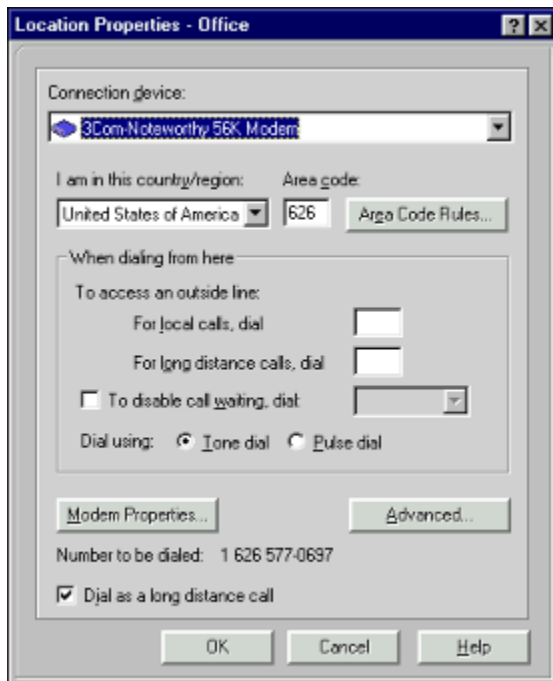 Location Properties - Office
Connection device:
3Com-Noteworthy 56K Modem
I am in this country/region: Area code:
United States of America 626 Area Code Rules...
When dialing from here
To access an outside line:
For local calls, dial
For long distance calls, dial
To disable call waiting, dial:
Dial using: Tone dial Pulse dial
Modem Properties... Advanced...
Number to be dialed: 1 626 577-0697
Dial as a long distance call
OK Cancel Help